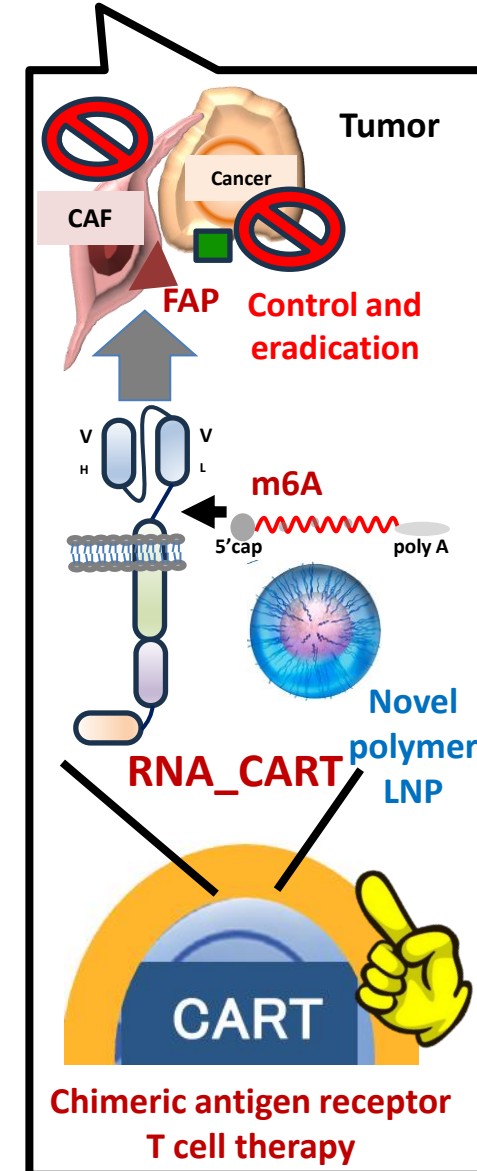 Tumor
Cancer
CAF
FAP
Control and
eradication
V V
H L
m6A
5'cap poly A
Novel
polymer
LNP
RNA_CART
CART
Chimeric antigen receptor
T cell therapy